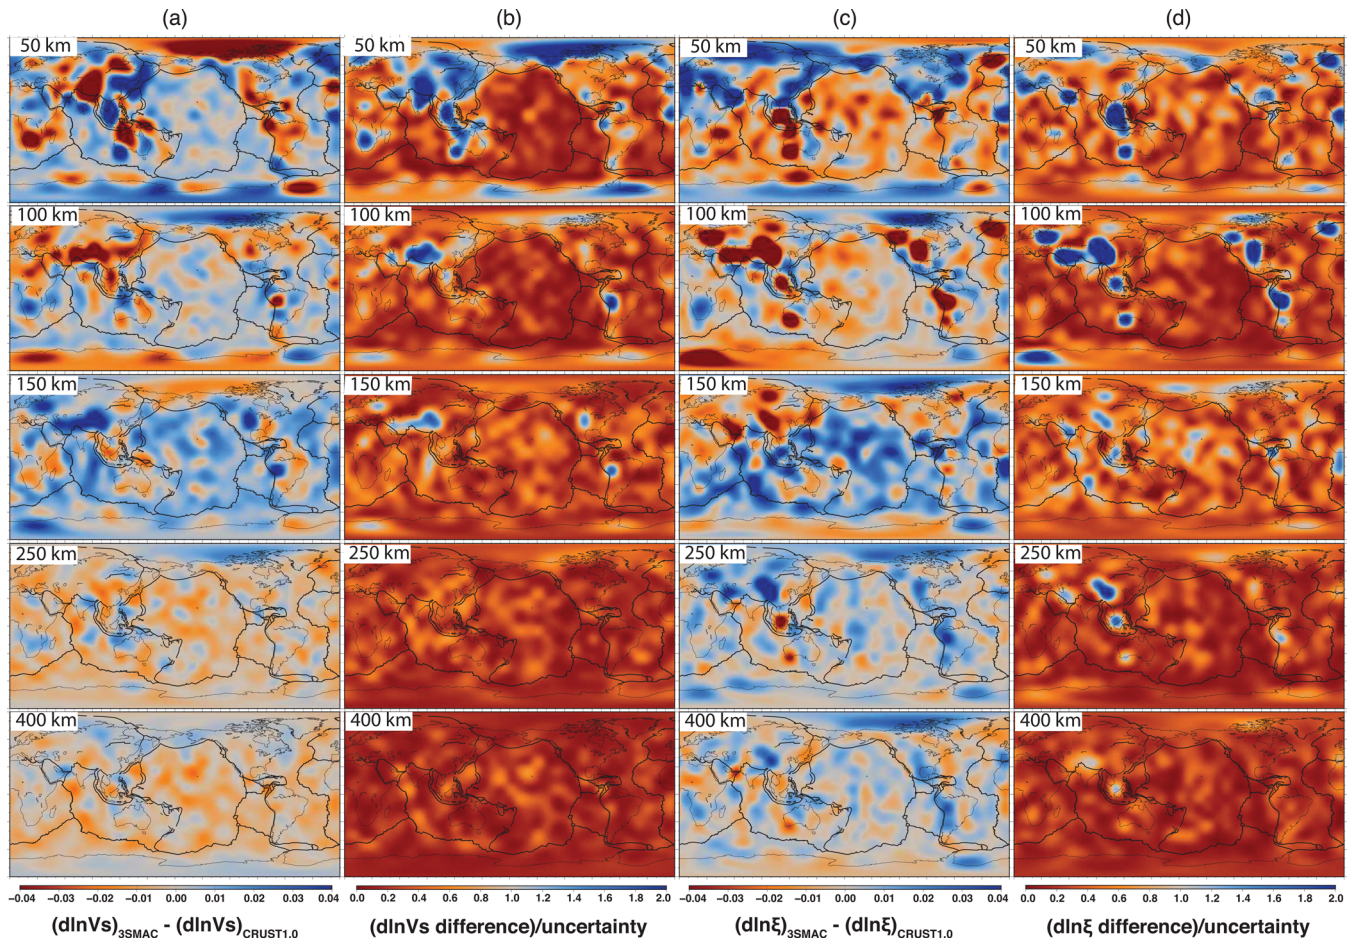 (a) (b) (c) (d)
50 km 50 km 50 km 50 km
100 km 100 km 100 km 100 km
150 km 150 km 150 km 150 km
250 km 250 km 250 km 250 km
400 km 400 km 400 km 400 km
−0.04 −0.03 −0.02 −0.01 0.00 0.01 0.02 0.03 0.04 0.0 0.2 0.4 0.6 0.8 1.0 1.2 1.4 1.6 1.8 2.0 −0.04 −0.03 −0.02 −0.01 0.00 0.01 0.02 0.03 0.04 0.0 0.2 0.4 0.6 0.8 1.0 1.2 1.4 1.6 1.8 2.0
(dlnVs)3SMAC - (dlnVs)CRUST1.0 (dlnVs difference)/uncertainty (dlnξ)3SMAC - (dlnξ)CRUST1.0 (dlnξ difference)/uncertainty